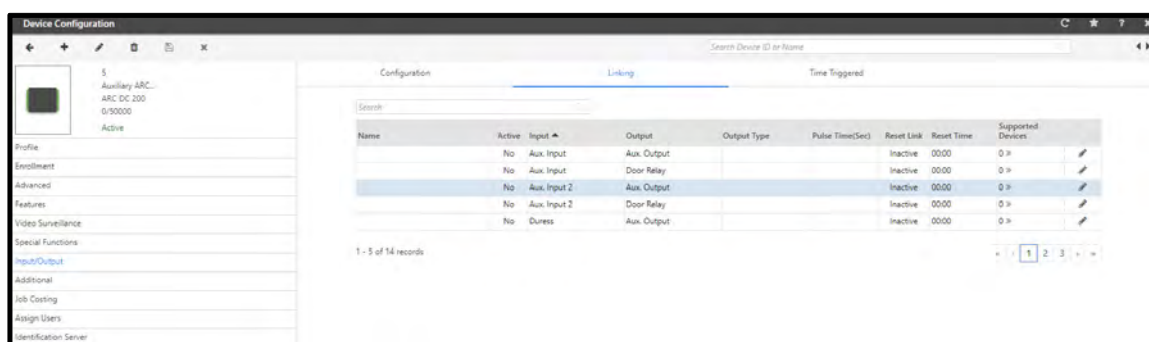 Device Configuration
Search Device ID or Name
5
Auxiliary ARC...
ARC DC 200
0/50000
Active
Profile
Enrollment
Advanced
Features
Video Surveillance
Special Functions
Input/Output
Additional
Job Costing
Assign Users
Identification Server
Configuration Linking Time Triggered
Search
Name Active Input Output Output Type Pulse Time(Sec) Reset Link Reset Time Supported Devices
No Aux. Input Aux. Output Inactive 00:00 0 »
No Aux. Input Door Relay Inactive 00:00 0 »
No Aux. Input 2 Aux. Output Inactive 00:00 0 »
No Aux. Input 2 Door Relay Inactive 00:00 0 »
No Duress Aux. Output Inactive 00:00 0 »
1 - 5 of 14 records
« ‹ 1 2 3 › »